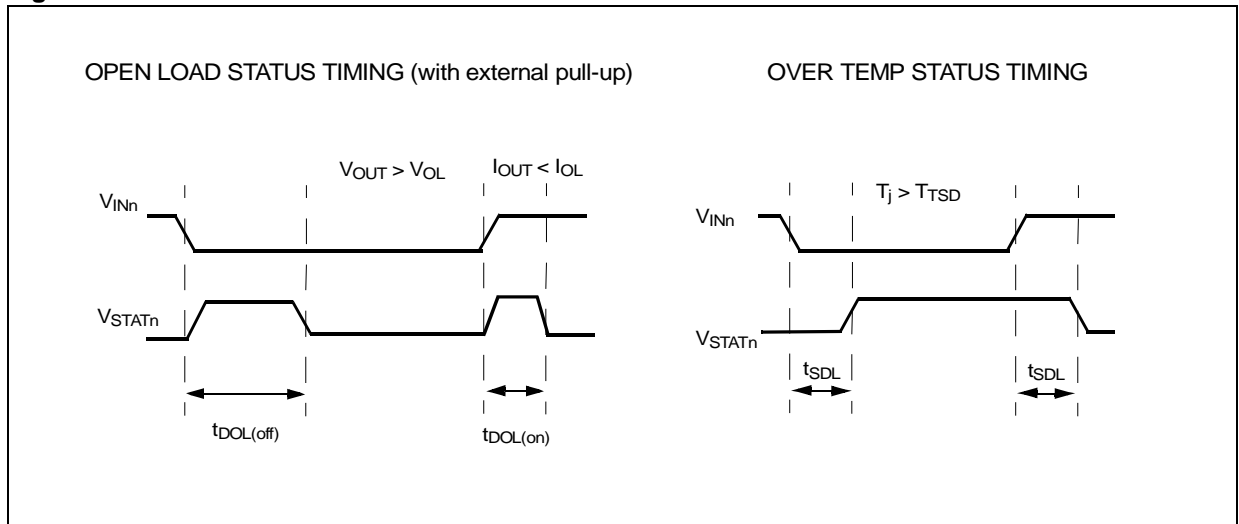 OPEN LOAD STATUS TIMING (with external pull-up)
VOUT > VOL
IOUT < IOL
VINn
VSTATn
tDOL(off)
tDOL(on)
OVER TEMP STATUS TIMING
Tj > TTSD
VINn
VSTATn
tSDL
tSDL